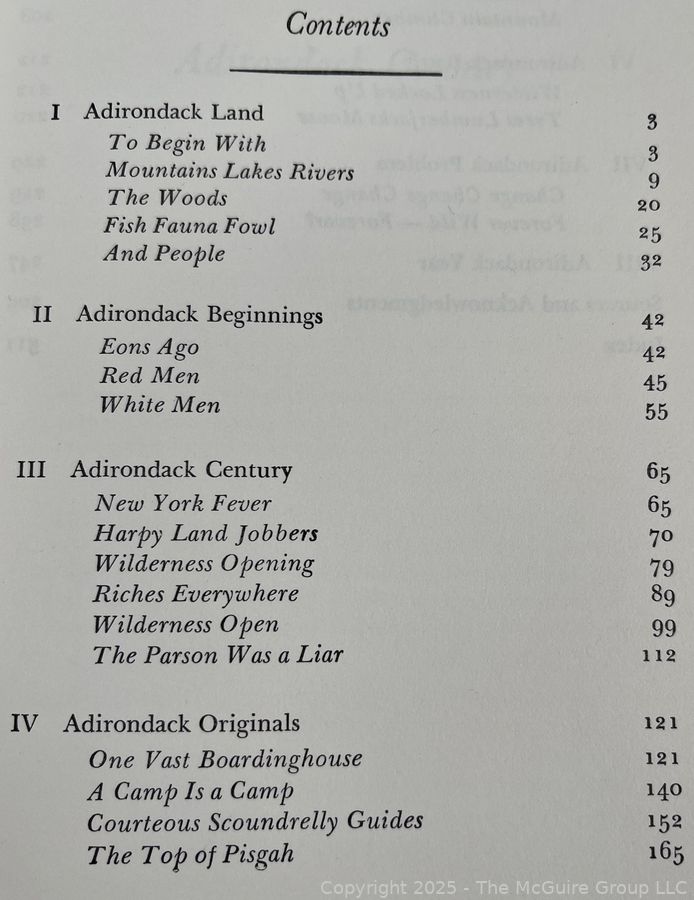 Contents
I Adirondack Land 3
To Begin With 3
Mountains Lakes Rivers 9
The Woods 20
Fish Fauna Fowl 25
And People 32
II Adirondack Beginnings 42
Eons Ago 42
Red Men 45
White Men 55
III Adirondack Century 65
New York Fever 65
Harpy Land Jobbers 70
Wilderness Opening 79
Riches Everywhere 89
Wilderness Open 99
The Parson Was a Liar 112
IV Adirondack Originals 121
One Vast Boardinghouse 121
A Camp Is a Camp 140
Courteous Scoundrelly Guides 152
The Top of Pisgah 165
Copyright 2025 - The McGuire Group LLC